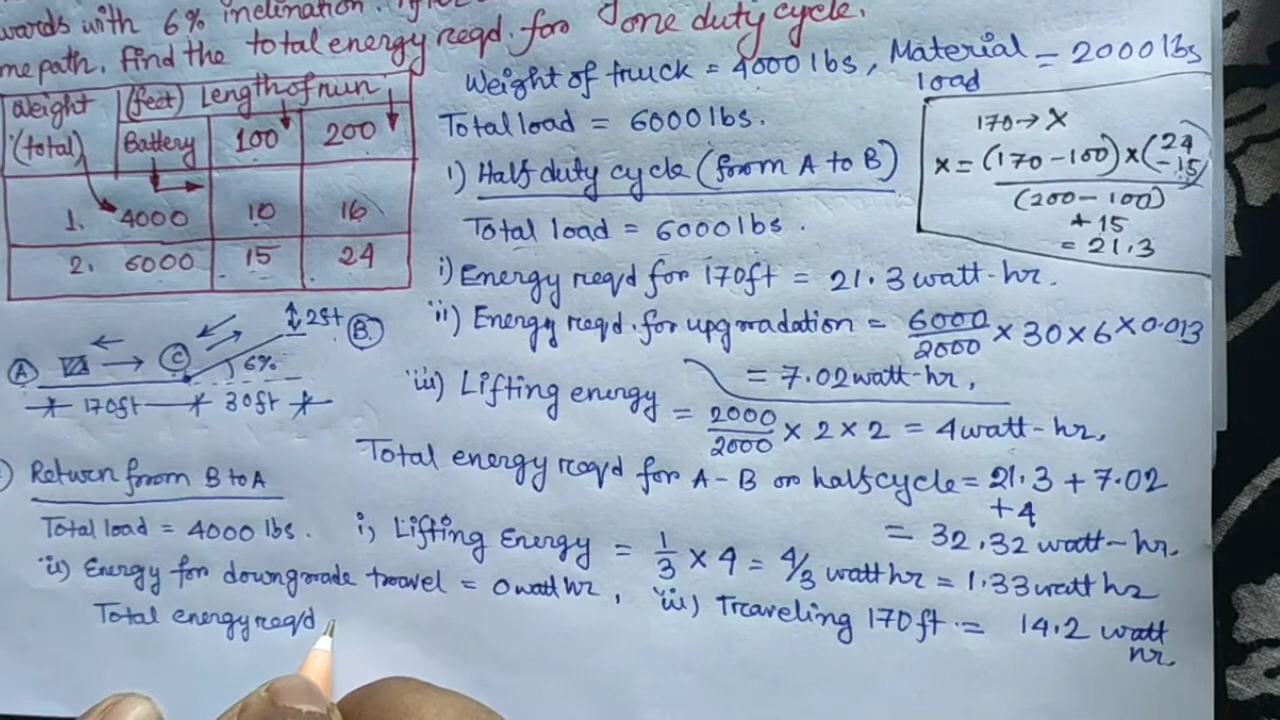 wards with 6% inclination.
me path, find the total energy reqd. for one duty cycle.
Weight (total)
(feet) Length of run
Battery 100 200
1. 4000 10 16
2. 6000 15 24
A C B
2ft
6%
170ft 30ft
Weight of truck = 4000 lbs, Material load = 2000 lbs
Total load = 6000 lbs.
1) Half duty cycle (from A to B)
Total load = 6000 lbs.
170 → X
X = (170 - 100) × (24 - 15)
(200 - 100)
+ 15
= 21.3
i) Energy reqd for 170ft = 21.3 watt-hr.
ii) Energy reqd. for upgradation = 6000/2000 × 30 × 6 × 0.013
= 7.02 watt-hr,
iii) Lifting energy = 2000/2000 × 2 × 2 = 4 watt-hr,
Total energy reqd for A-B or half cycle = 21.3 + 7.02
+ 4
= 32.32 watt-hr.
) Return from B to A
Total load = 4000 lbs. i, Lifting Energy = 1/3 × 4 = 4/3 watt hr = 1.33 watt hr
ii) Energy for downgrade travel = 0 watt hr, iii) Traveling 170ft = 14.2 watt hr.
Total energy reqd